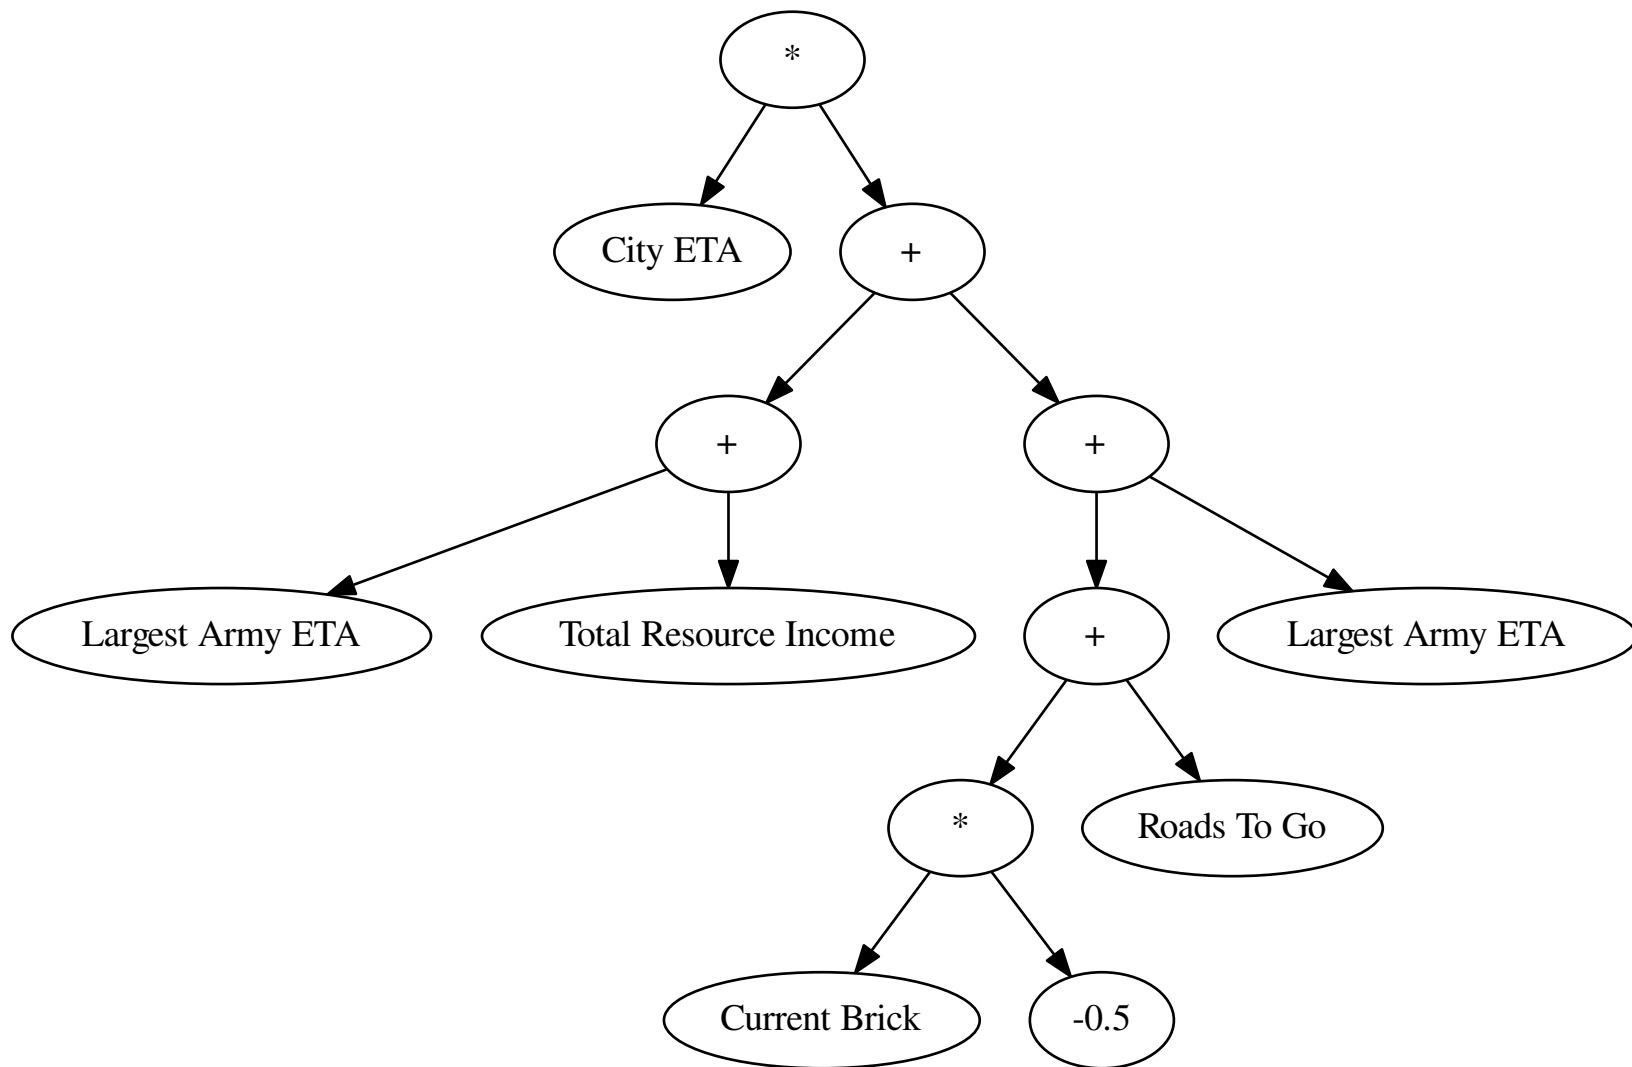 *
City ETA
+
+
+
Largest Army ETA
Total Resource Income
+
Largest Army ETA
*
Roads To Go
Current Brick
-0.5